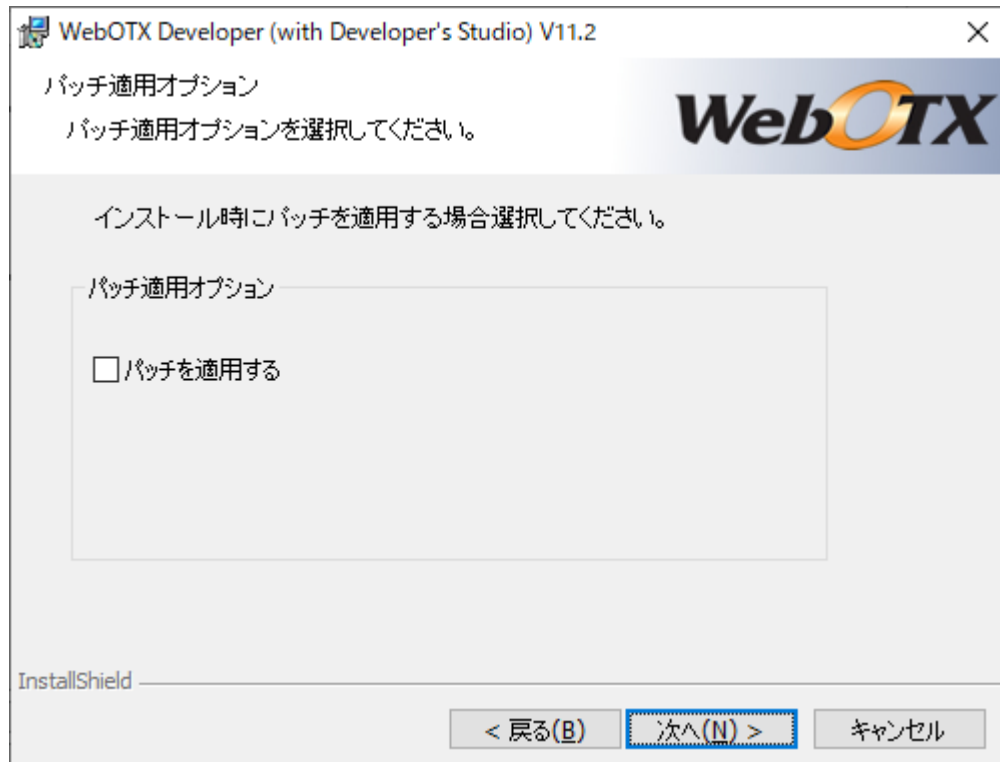 WebOTX Developer (with Developer's Studio) V11.2
パッチ適用オプション
パッチ適用オプションを選択してください。
WebOTX
インストール時にパッチを適用する場合選択してください。
パッチ適用オプション
パッチを適用する
InstallShield
< 戻る(B)
次へ(N) >
キャンセル